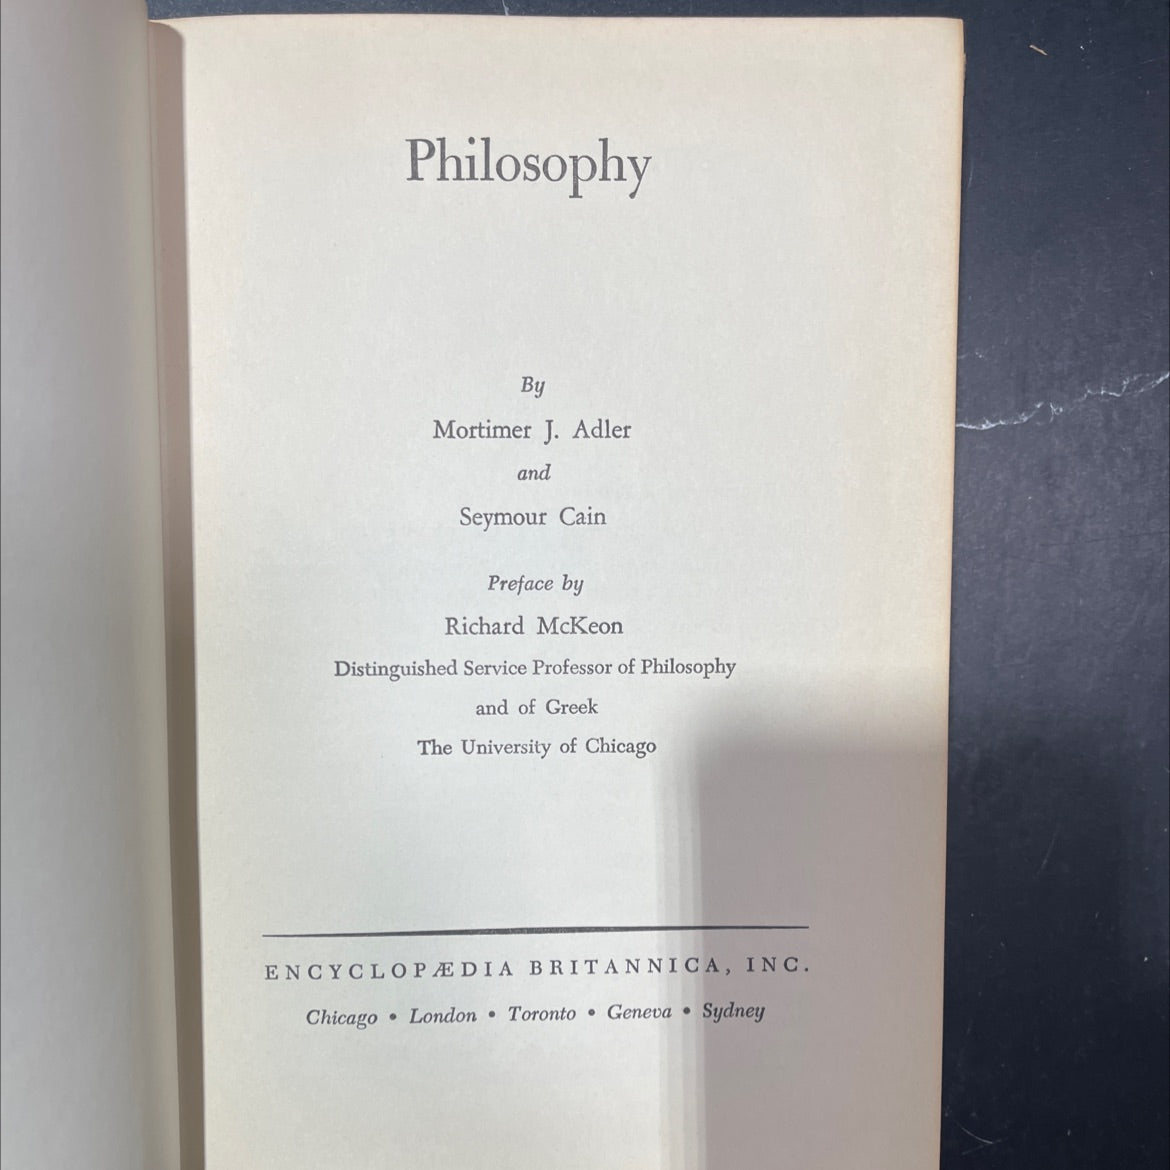 Philosophy
By
Mortimer J. Adler
and
Seymour Cain
Preface by
Richard McKeon
Distinguished Service Professor of Philosophy
and of Greek
The University of Chicago
ENCYCLOPÆDIA BRITANNICA, INC.
Chicago • London • Toronto • Geneva • Sydney